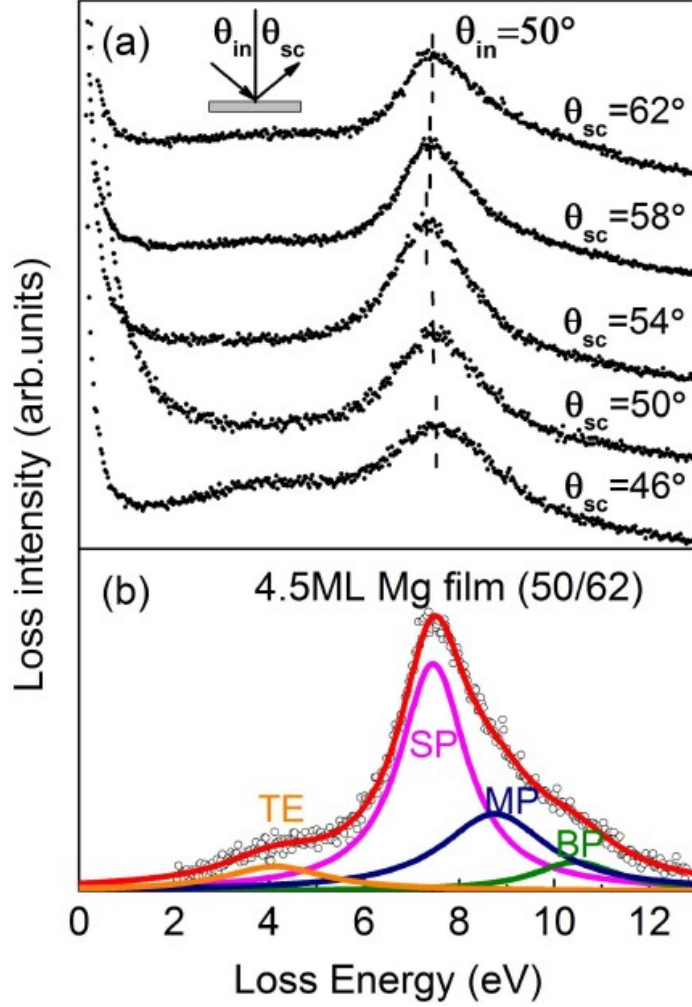 (a)
θin θsc
θin=50°
θsc=62°
θsc=58°
θsc=54°
θsc=50°
θsc=46°
Loss intensity (arb.units)
(b)
4.5ML Mg film (50/62)
SP
TE
MP
BP
0 2 4 6 8 10 12
Loss Energy (eV)